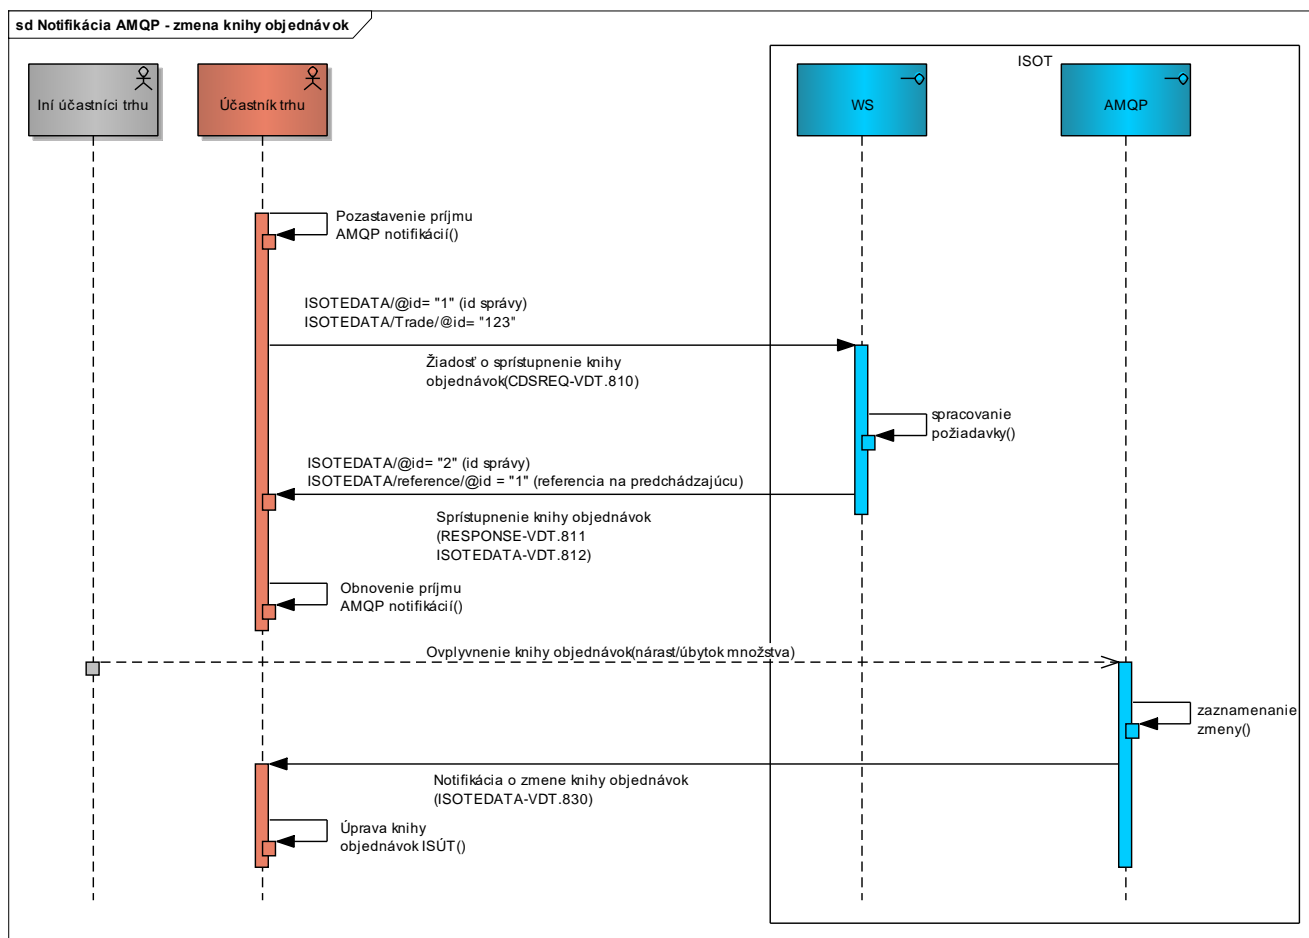 sd Notifikácia AMQP - zmena knihy objednávok
ISOT
Iní účastníci trhu
Účastník trhu
WS
AMQP
Pozastavenie príjmu
AMQP notifikácií()
ISOTEDATA/@id= "1" (id správy)
ISOTEDATA/Trade/@id= "123"
Žiadosť o sprístupnenie knihy
objednávok(CDSREQ-VDT.810)
spracovanie
požiadavky()
ISOTEDATA/@id= "2" (id správy)
ISOTEDATA/reference/@id = "1" (referencia na predchádzajúcu)
Sprístupnenie knihy objednávok
(RESPONSE-VDT.811
ISOTEDATA-VDT.812)
Obnovenie príjmu
AMQP notifikácií()
Ovplyvnenie knihy objednávok(nárast/úbytok množstva)
zaznamenanie
zmeny()
Notifikácia o zmene knihy objednávok
(ISOTEDATA-VDT.830)
Úprava knihy
objednávok ISÚT()